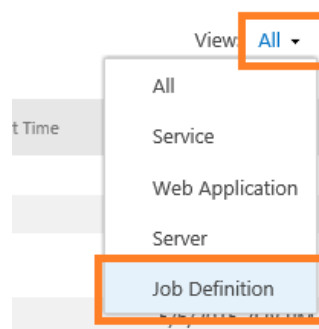 View: All
All
t Time
Service
Web Application
Server
Job Definition